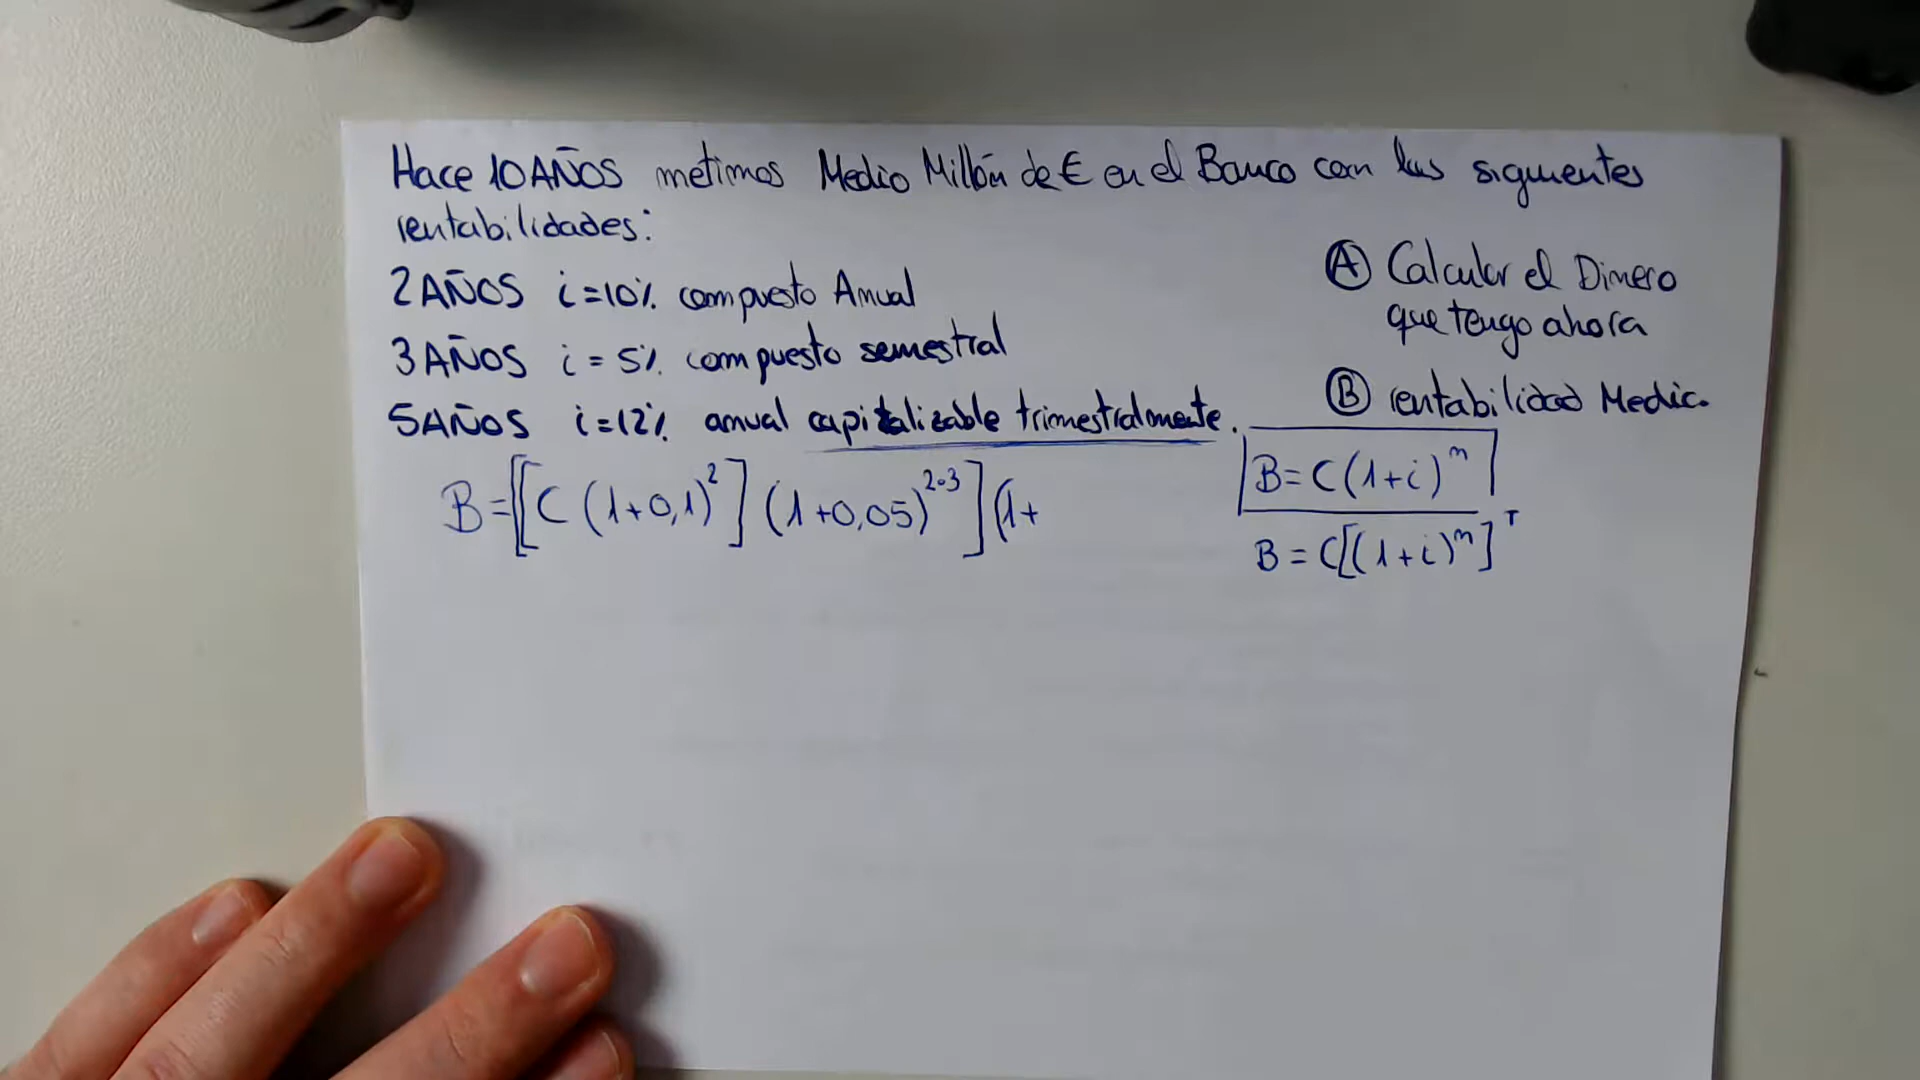 Hace 10 AÑOS metimos Medio Millón de € en el Banco con las siguientes
rentabilidades:
2 AÑOS i=10% compuesto Anual
3 AÑOS i = 5% compuesto semestral
5 AÑOS i=12% anual capitalizable trimestralmente.
B=[[C (1+0,1)²] (1+0,05)^2·3] (1+
Ⓐ Calcular el Dinero
que tengo ahora
Ⓑ rentabilidad Media.
B=C(1+i)^n
B = C[(1+i)^n]^T